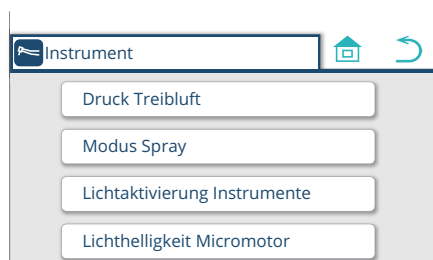 Instrument
Druck Treibluft
Modus Spray
Lichtaktivierung Instrumente
Lichthelligkeit Micromotor